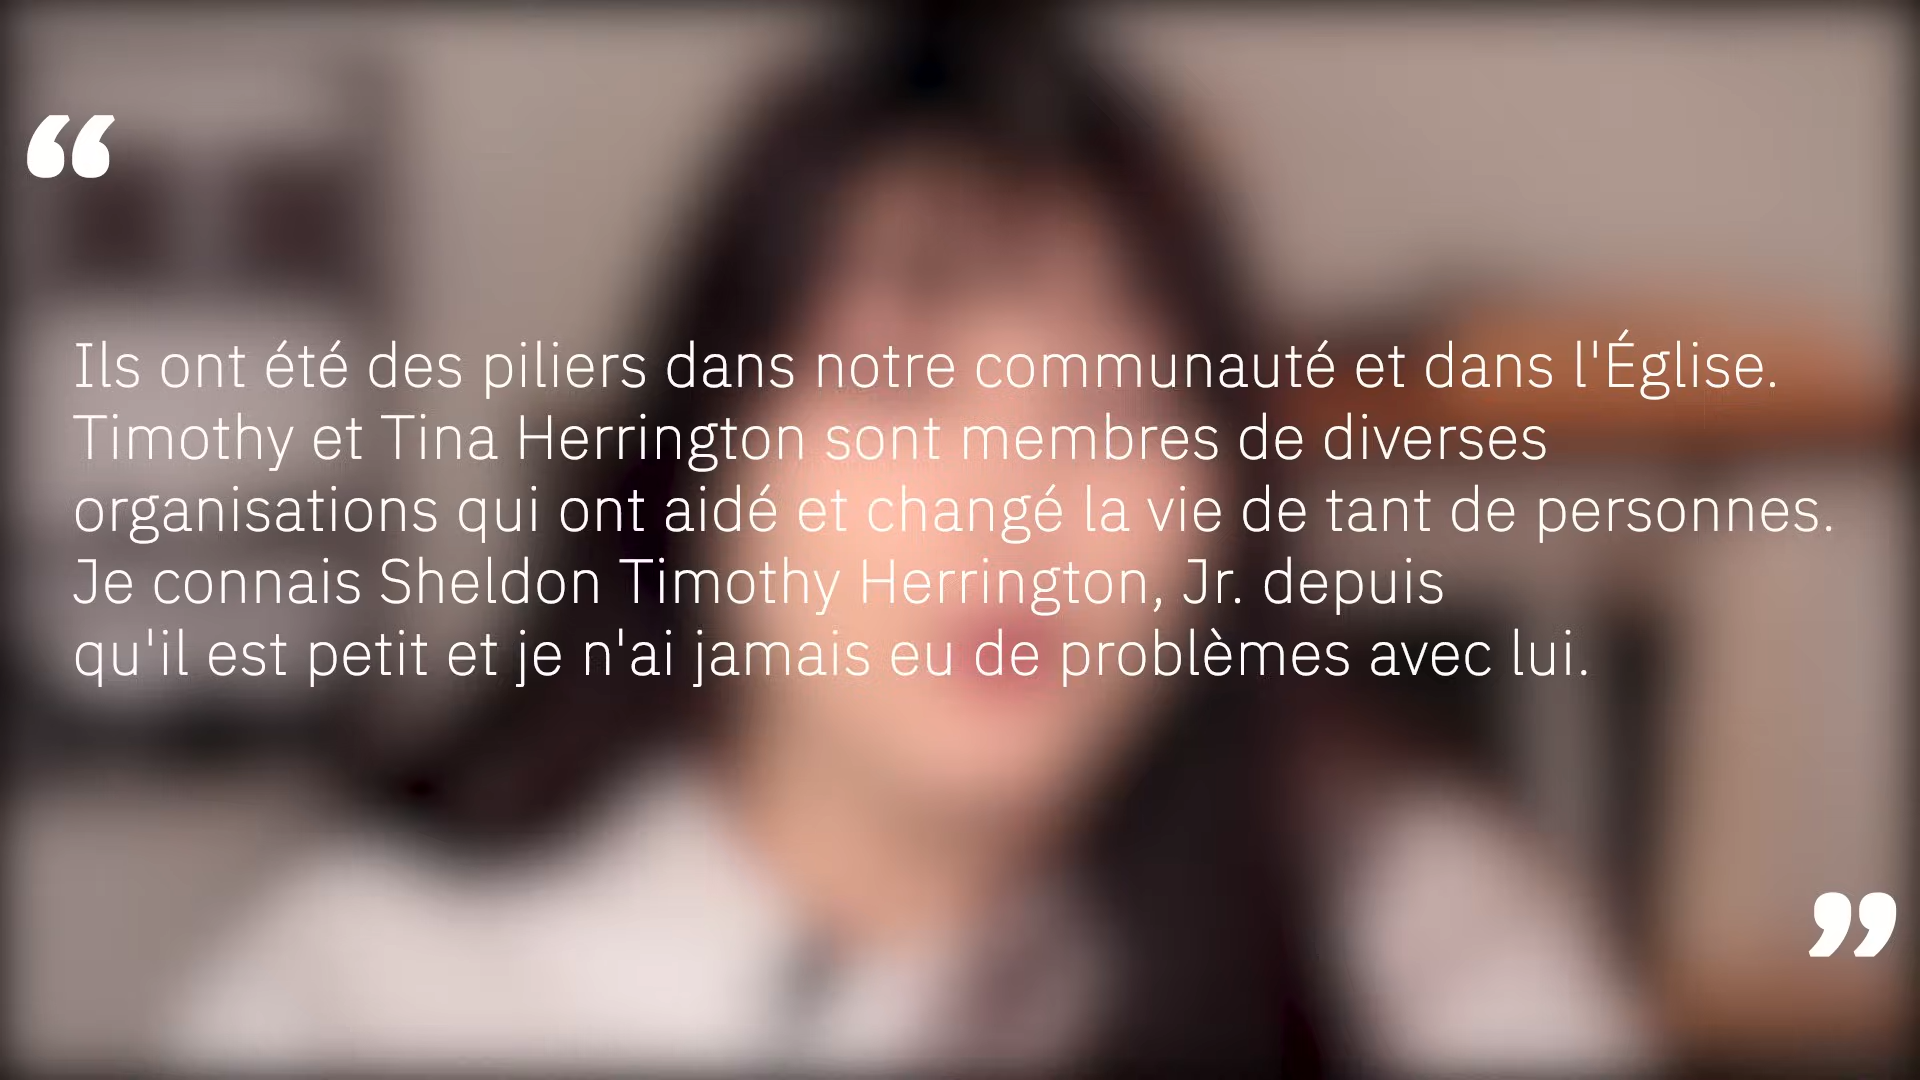 “
Ils ont été des piliers dans notre communauté et dans l'Église.
Timothy et Tina Herrington sont membres de diverses
organisations qui ont aidé et changé la vie de tant de personnes.
Je connais Sheldon Timothy Herrington, Jr. depuis
qu'il est petit et je n'ai jamais eu de problèmes avec lui.
”